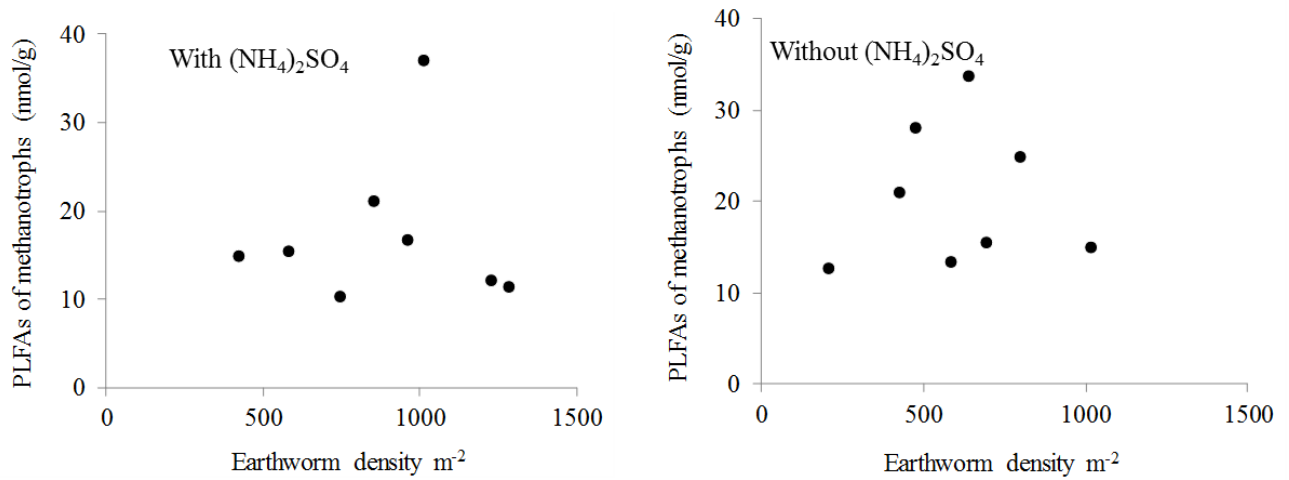 With (NH₄)₂SO₄
PLFAs of methanotrophs (nmol/g)
40
30
20
10
0
0 500 1000 1500
Earthworm density m⁻²
Without (NH₄)₂SO₄
PLFAs of methanotrophs (nmol/g)
40
30
20
10
0
0 500 1000 1500
Earthworm density m⁻²